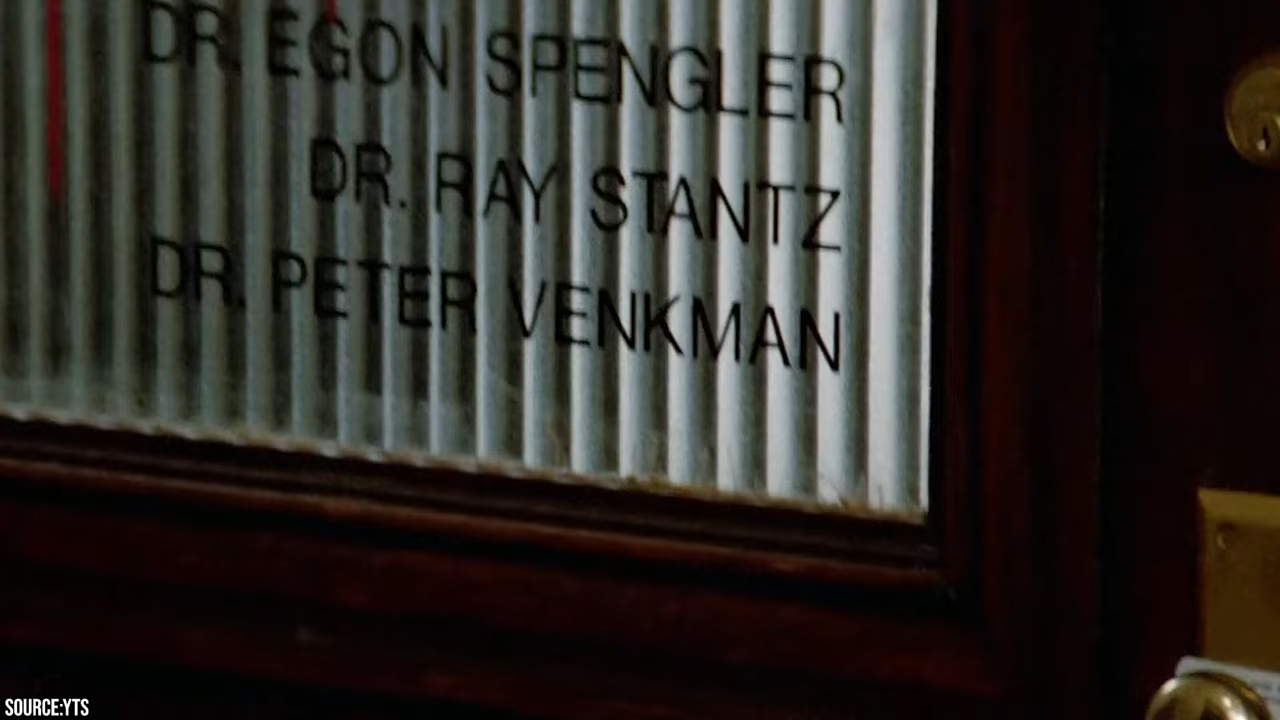 DR. EGON SPENGLER
DR. RAY STANTZ
DR. PETER VENKMAN
SOURCE:YTS